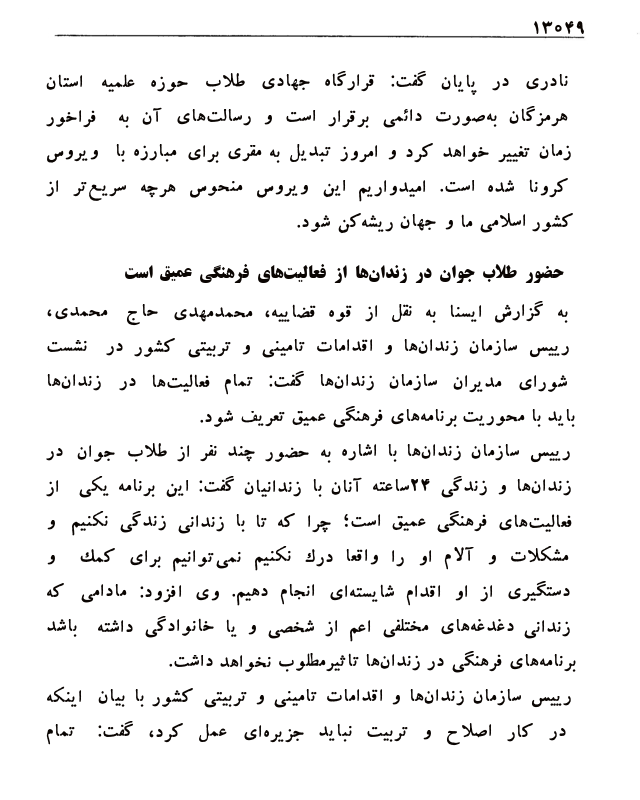 ۱۳۰۴۹
نادری در پایان گفت: قرارگاه جهادی طلاب حوزه علمیه استان
هرمزگان به‌صورت دائمی برقرار است و رسالت‌های آن به فراخور
زمان تغییر خواهد کرد و امروز تبدیل به مقری برای مبارزه با ویروس
کرونا شده است. امیدواریم این ویروس منحوس هرچه سریع‌تر از
کشور اسلامی ما و جهان ریشه‌کن شود.
حضور طلاب جوان در زندان‌ها از فعالیت‌های فرهنگی عمیق است
به گزارش ایسنا به نقل از قوه قضاییه، محمدمهدی حاج محمدی،
رییس سازمان زندان‌ها و اقدامات تامینی و تربیتی کشور در نشست
شورای مدیران سازمان زندان‌ها گفت: تمام فعالیت‌ها در زندان‌ها
باید با محوریت برنامه‌های فرهنگی عمیق تعریف شود.
رییس سازمان زندان‌ها با اشاره به حضور چند نفر از طلاب جوان در
زندان‌ها و زندگی ۲۴ساعته آنان با زندانیان گفت: این برنامه یکی از
فعالیت‌های فرهنگی عمیق است؛ چرا که تا با زندانی زندگی نکنیم و
مشکلات و آلام او را واقعا درك نکنیم نمی‌توانیم برای کمك و
دستگیری از او اقدام شایسته‌ای انجام دهیم. وی افزود: مادامی که
زندانی دغدغه‌های مختلفی اعم از شخصی و یا خانوادگی داشته باشد
برنامه‌های فرهنگی در زندان‌ها تاثیرمطلوب نخواهد داشت.
رییس سازمان زندان‌ها و اقدامات تامینی و تربیتی کشور با بیان اینکه
در کار اصلاح و تربیت نباید جزیره‌ای عمل کرد، گفت: تمام